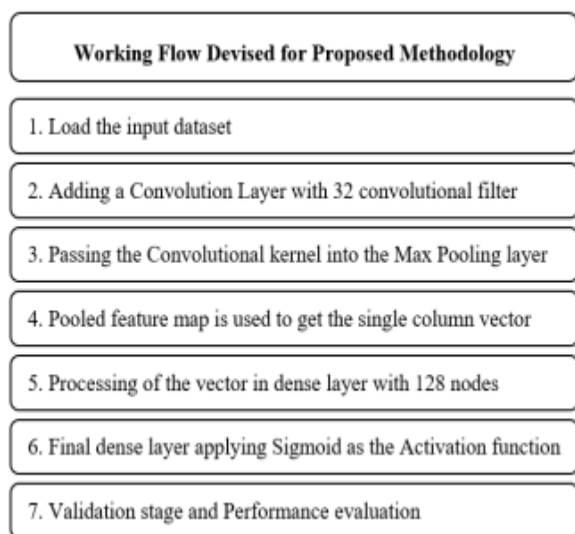 Working Flow Devised for Proposed Methodology
1. Load the input dataset
2. Adding a Convolution Layer with 32 convolutional filter
3. Passing the Convolutional kernel into the Max Pooling layer
4. Pooled feature map is used to get the single column vector
5. Processing of the vector in dense layer with 128 nodes
6. Final dense layer applying Sigmoid as the Activation function
7. Validation stage and Performance evaluation